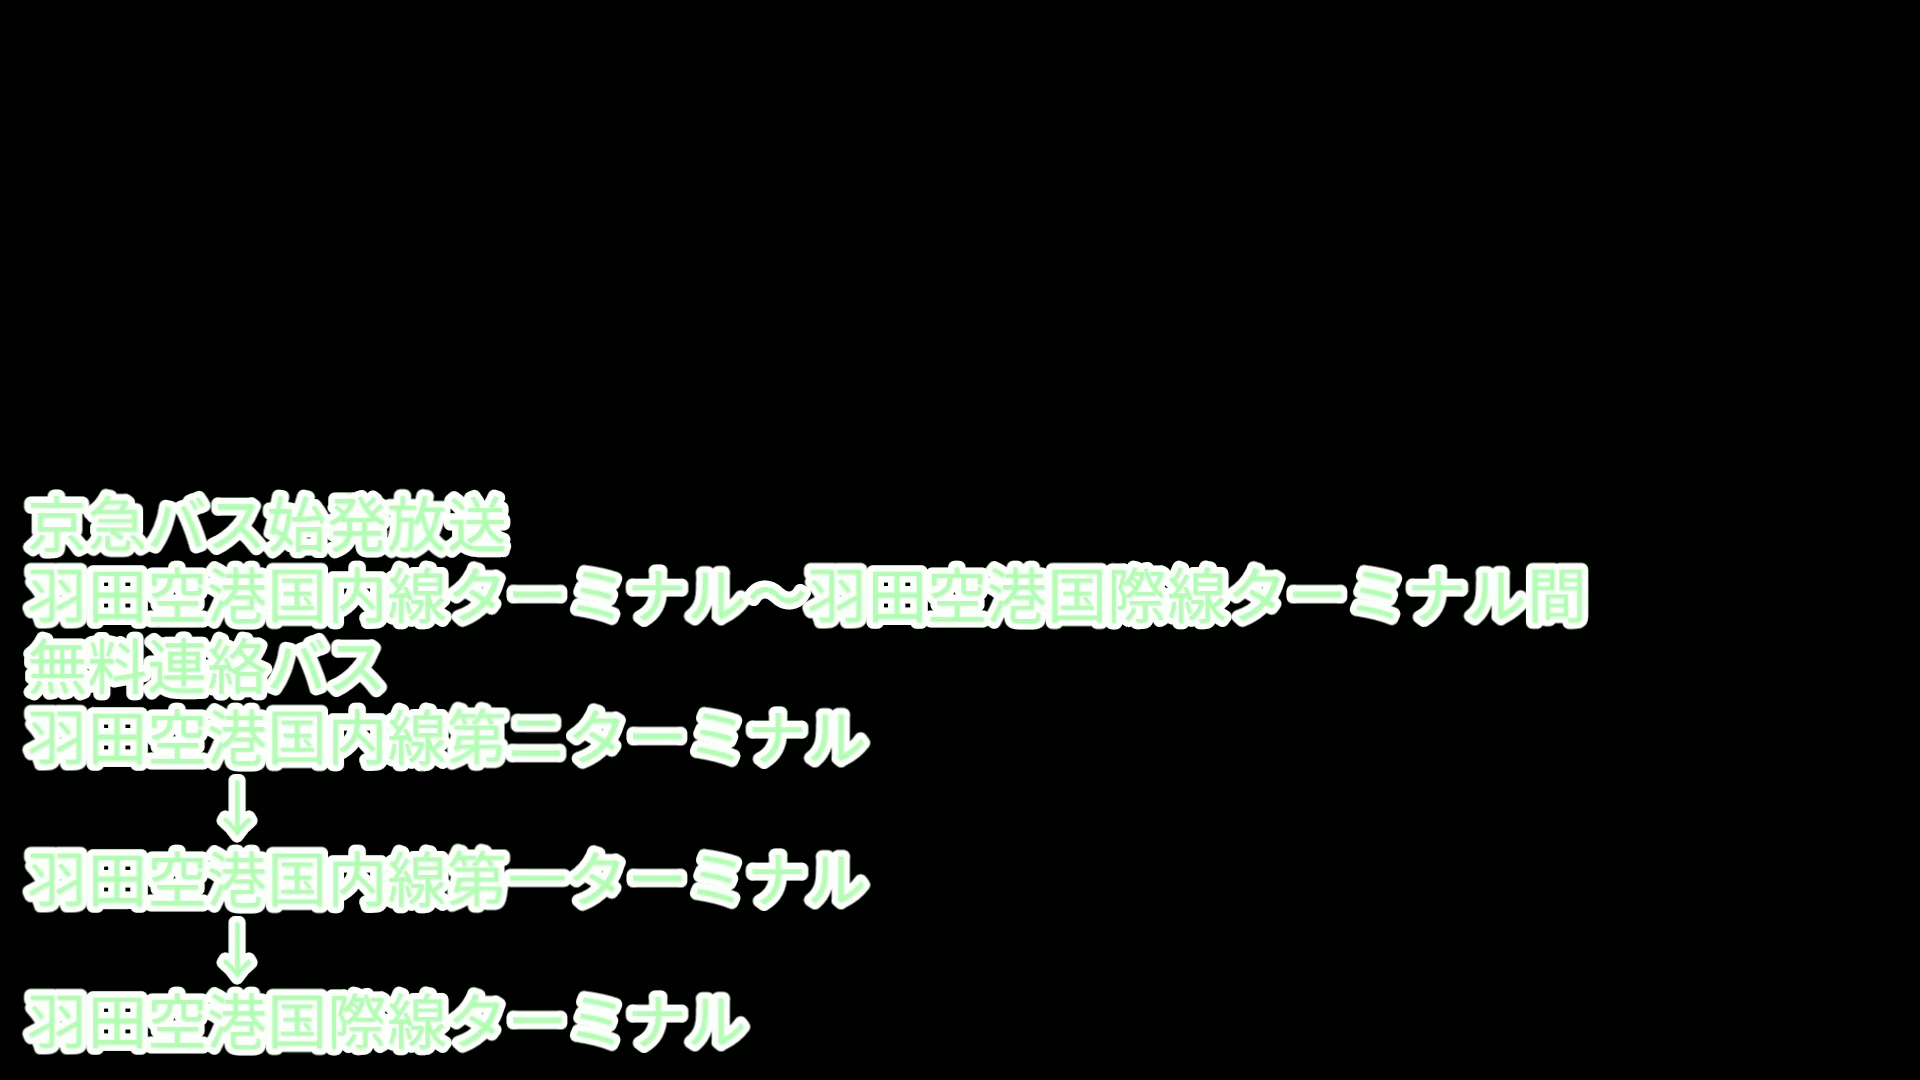 京急バス始発放送
羽田空港国内線ターミナル〜羽田空港国際線ターミナル間
無料連絡バス
羽田空港国内線第二ターミナル
↓
羽田空港国内線第一ターミナル
↓
羽田空港国際線ターミナル